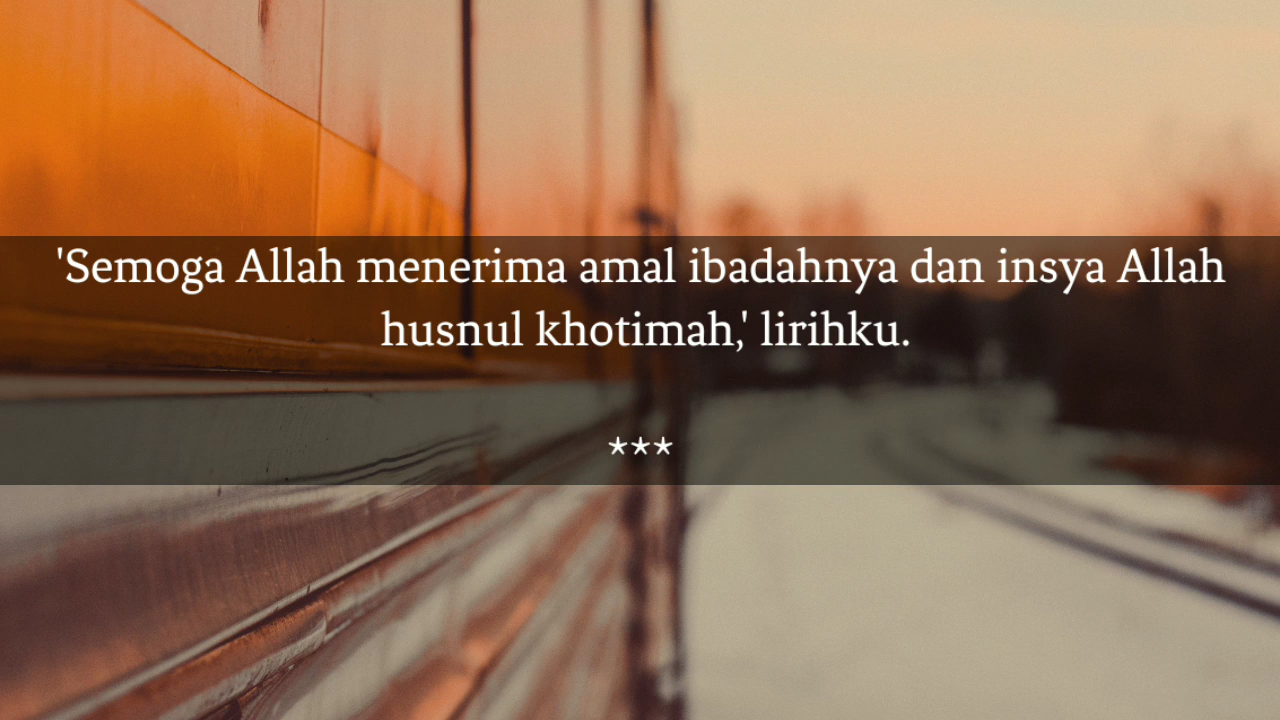 'Semoga Allah menerima amal ibadahnya dan insya Allah
husnul khotimah,' lirihku.
***